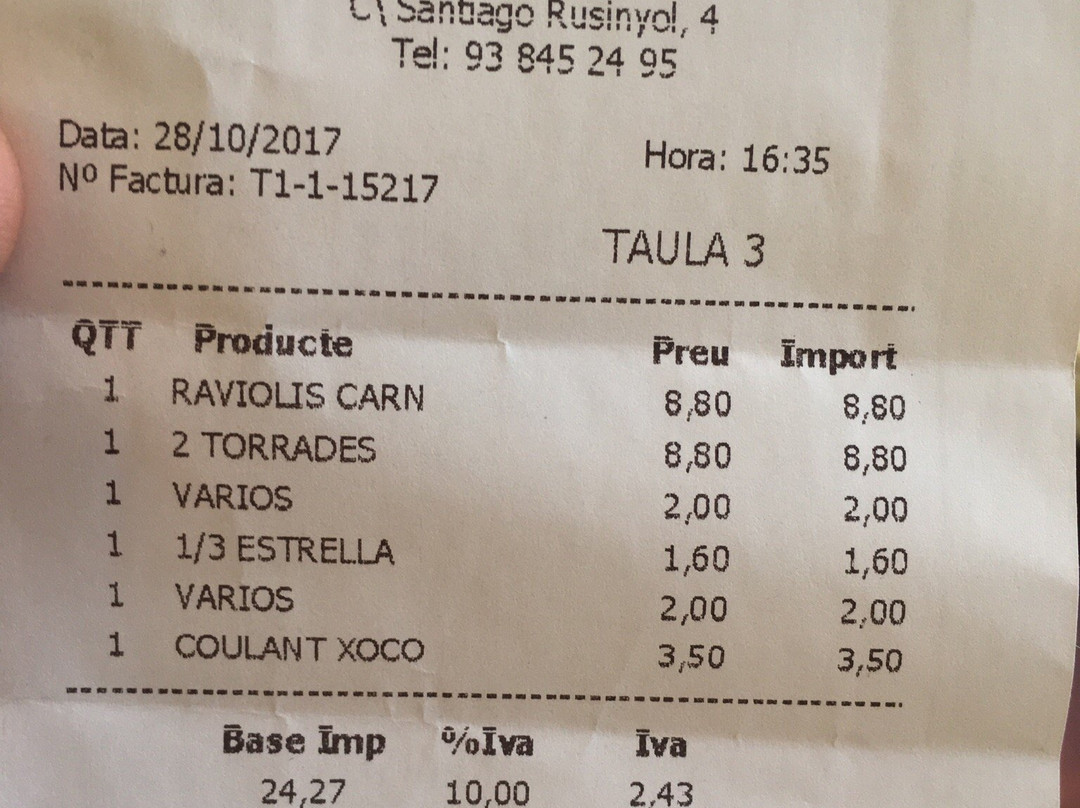 C\ Santiago Rusinyol, 4
Tel: 93 845 24 95
Data: 28/10/2017 Hora: 16:35
Nº Factura: T1-1-15217
TAULA 3
QTT Producte Preu Import
1 RAVIOLIS CARN 8,80 8,80
1 2 TORRADES 8,80 8,80
1 VARIOS 2,00 2,00
1 1/3 ESTRELLA 1,60 1,60
1 VARIOS 2,00 2,00
1 COULANT XOCO 3,50 3,50
Base Imp %Iva Iva
24,27 10,00 2,43